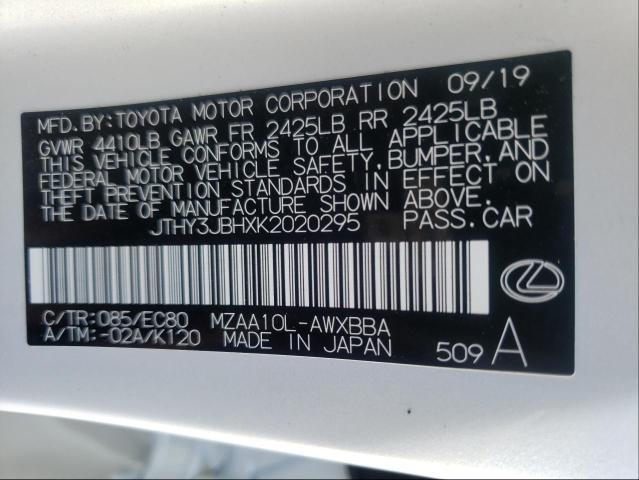 MFD. BY: TOYOTA MOTOR CORPORATION 09/19
GVWR 4410LB GAWR FR 2425LB RR 2425LB
THIS VEHICLE CONFORMS TO ALL APPLICABLE
FEDERAL MOTOR VEHICLE SAFETY, BUMPER, AND
THEFT PREVENTION STANDARDS IN EFFECT ON
THE DATE OF MANUFACTURE SHOWN ABOVE.
JTHY3JBHXK2020295 PASS. CAR
C/TR: 085/EC80 MZAA10L-AWXBBA
A/TM: -02A/K120 MADE IN JAPAN 509 A